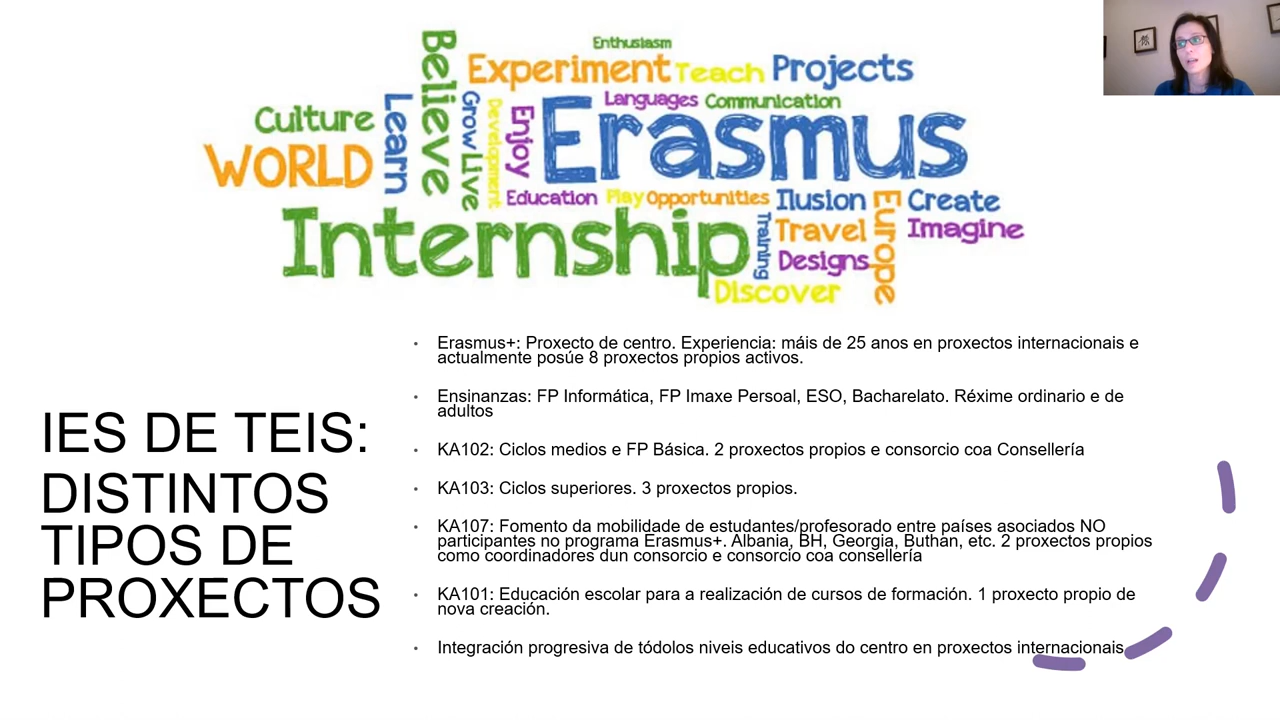 Enthusiasm
Believe
Experiment Teach Projects
Learn
Grow
Live
Development
Enjoy
Languages Communication
Culture
Erasmus
WORLD
Education Play Opportunities Ilusion Europe Create
Internship
Training
Travel
Imagine
Designs
Discover
IES DE TEIS:
DISTINTOS
TIPOS DE
PROXECTOS
• Erasmus+: Proxecto de centro. Experiencia: máis de 25 anos en proxectos internacionais e
actualmente posúe 8 proxectos propios activos.
• Ensinanzas: FP Informática, FP Imaxe Persoal, ESO, Bacharelato. Réxime ordinario e de
adultos
• KA102: Ciclos medios e FP Básica. 2 proxectos propios e consorcio coa Consellería
• KA103: Ciclos superiores. 3 proxectos propios.
• KA107: Fomento da mobilidade de estudantes/profesorado entre países asociados NO
participantes no programa Erasmus+. Albania, BH, Georgia, Buthan, etc. 2 proxectos propios
como coordinadores dun consorcio e consorcio coa consellería
• KA101: Educación escolar para a realización de cursos de formación. 1 proxecto propio de
nova creación.
• Integración progresiva de tódolos niveis educativos do centro en proxectos internacionais